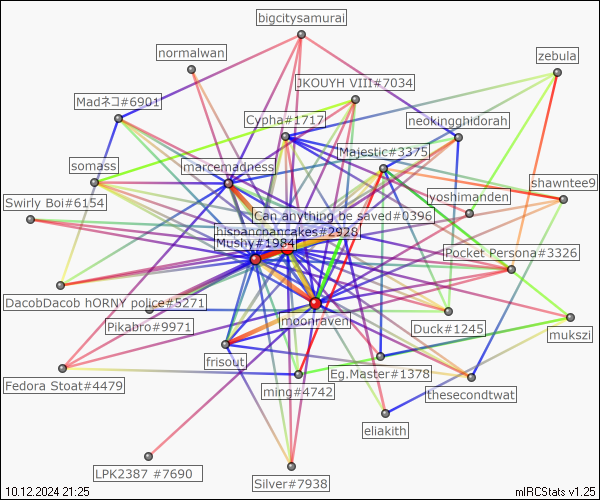 bigcitysamurai
normalwan
zebula
JKOUYH VIII#7034
Madネコ#6901
Cypha#1717
neokingghidorah
Majestic#3375
somass
marcemadness
shawntee9
yoshimanden
Swirly Boi#6154
Can anything be saved#0396
hispancpancakes#2928
Mushy#1984
Pocket Persona#3326
DacobDacob hORNY police#5271
moonraven
Pikabro#9971
Duck#1245
mukszi
frisout
Eg.Master#1378
Fedora Stoat#4479
ming#4742
thesecondtwat
eliakith
LPK2387 #7690
Silver#7938
10.12.2024 21:25
mIRCStats v1.25